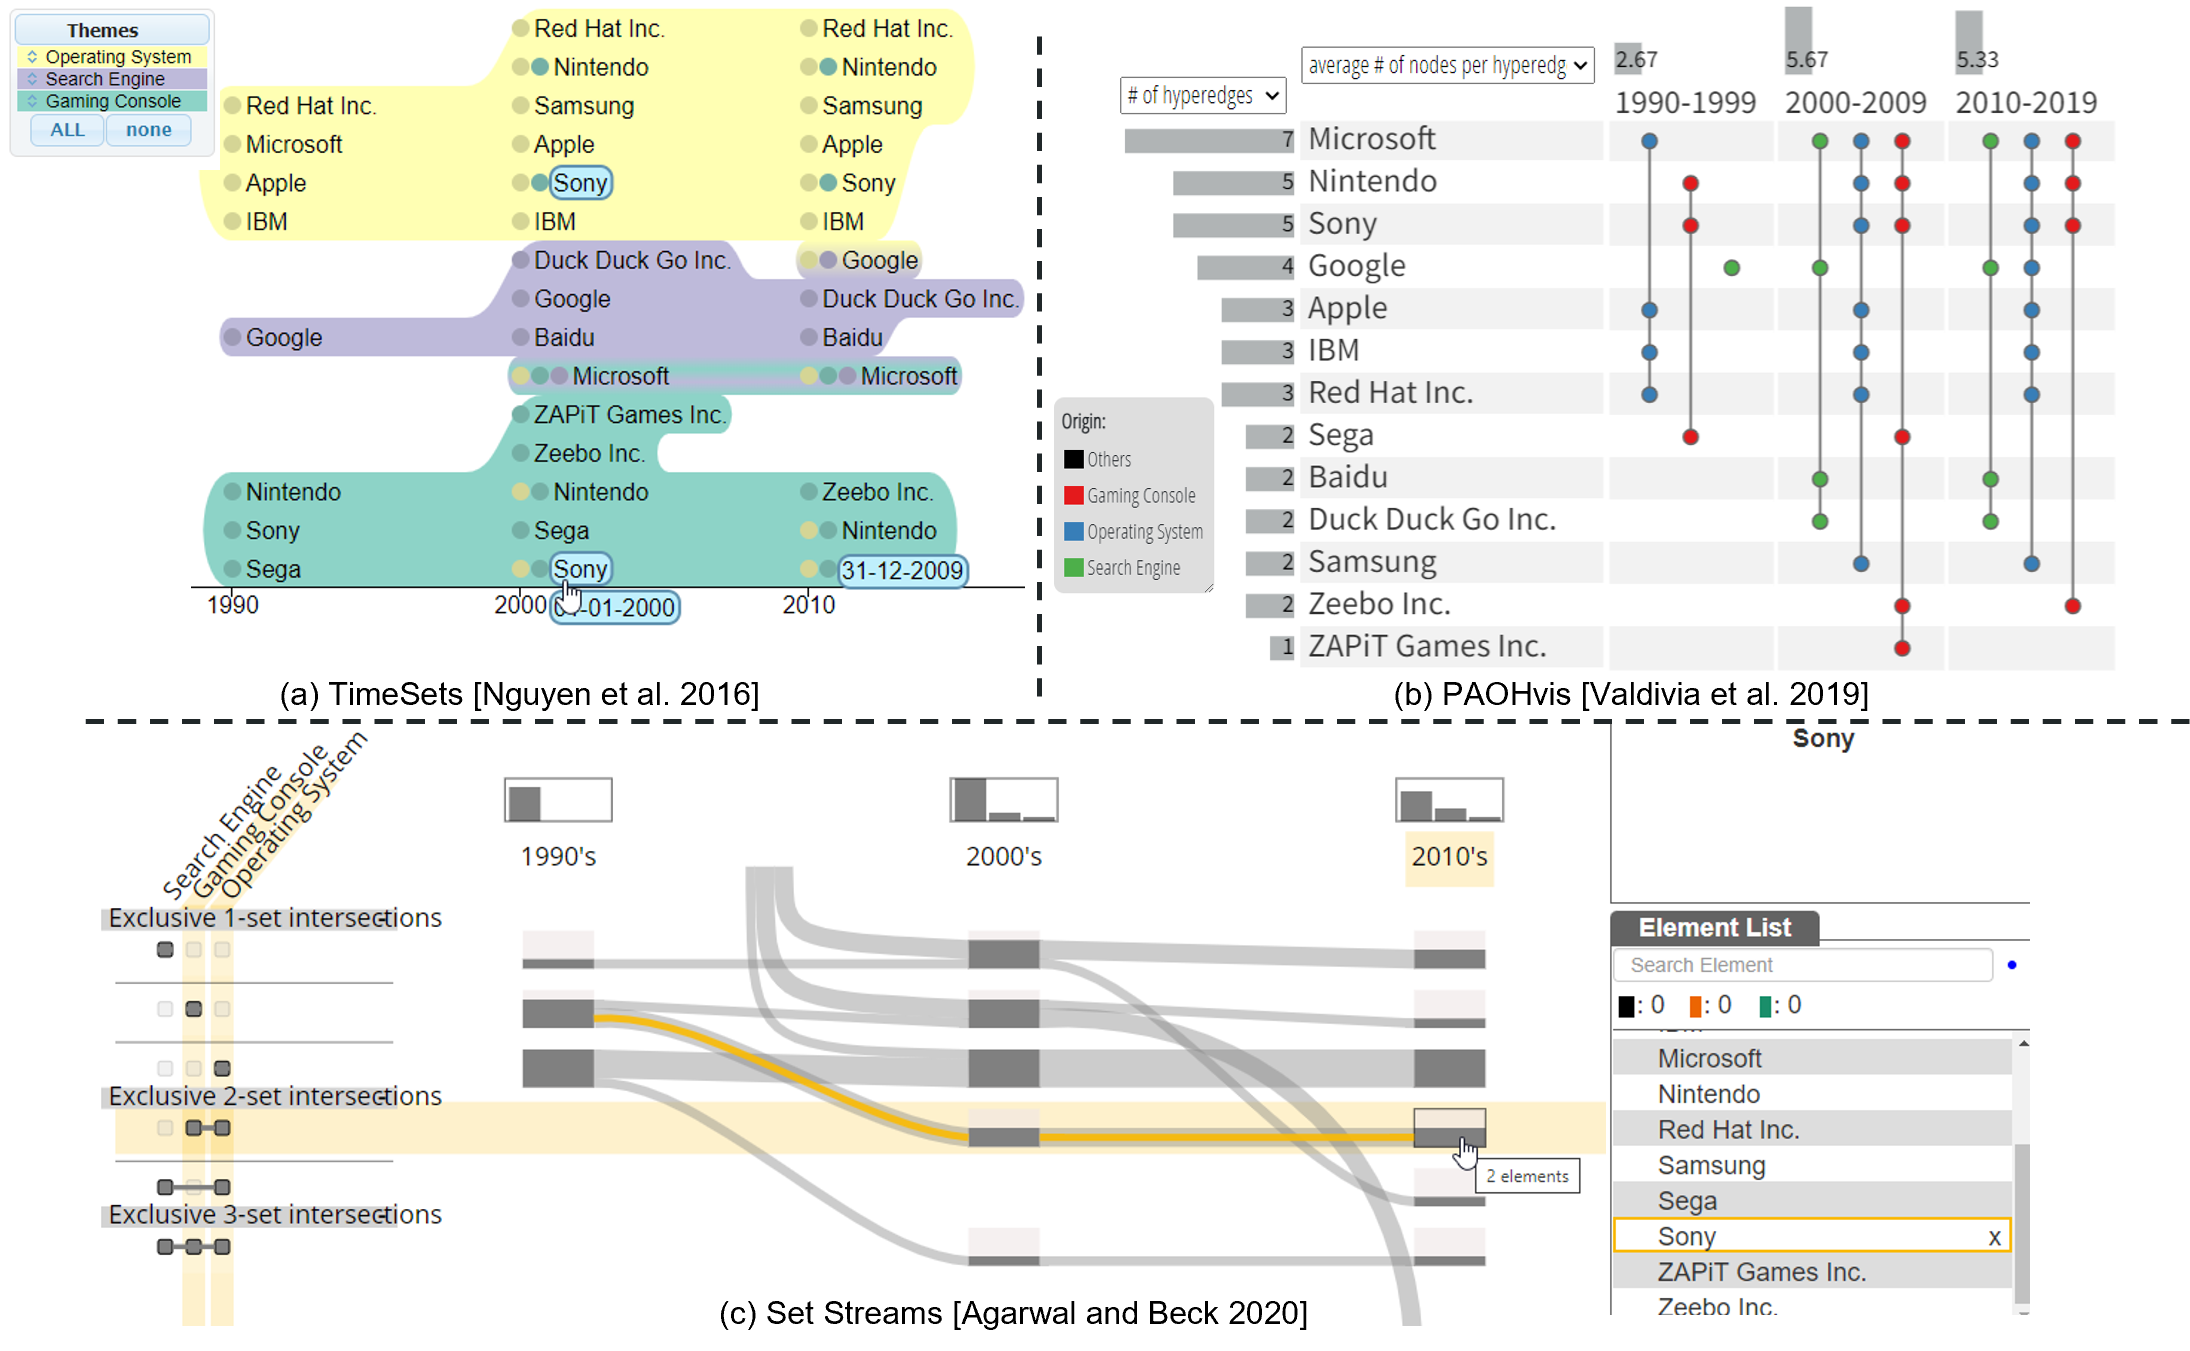 Themes
Operating System
Search Engine
Gaming Console
ALL none
Red Hat Inc. Red Hat Inc.
Nintendo Nintendo
Red Hat Inc. Samsung Samsung
Microsoft Apple Apple
Apple Sony Sony
IBM IBM IBM
Duck Duck Go Inc. Google
Google Duck Duck Go Inc.
Google Baidu Baidu
Microsoft Microsoft
ZAPiT Games Inc.
Zeebo Inc.
Nintendo Nintendo Zeebo Inc.
Sony Sega Nintendo
Sega Sony 31-12-2009
1990 2000 -01-2000 2010
(a) TimeSets [Nguyen et al. 2016]
average # of nodes per hyperedg
# of hyperedges
2.67 5.67 5.33
1990-1999 2000-2009 2010-2019
7 Microsoft
5 Nintendo
5 Sony
4 Google
3 Apple
3 IBM
3 Red Hat Inc.
2 Sega
2 Baidu
2 Duck Duck Go Inc.
2 Samsung
2 Zeebo Inc.
1 ZAPiT Games Inc.
Origin:
Others
Gaming Console
Operating System
Search Engine
(b) PAOHvis [Valdivia et al. 2019]
Search Engine
Gaming Console
Operating System
1990's 2000's 2010's
Exclusive 1-set intersections
Exclusive 2-set intersections
2 elements
Exclusive 3-set intersections
Sony
Element List
Search Element
: 0 : 0 : 0
Microsoft
Nintendo
Red Hat Inc.
Samsung
Sega
Sony x
ZAPiT Games Inc.
Zeebo Inc.
(c) Set Streams [Agarwal and Beck 2020]